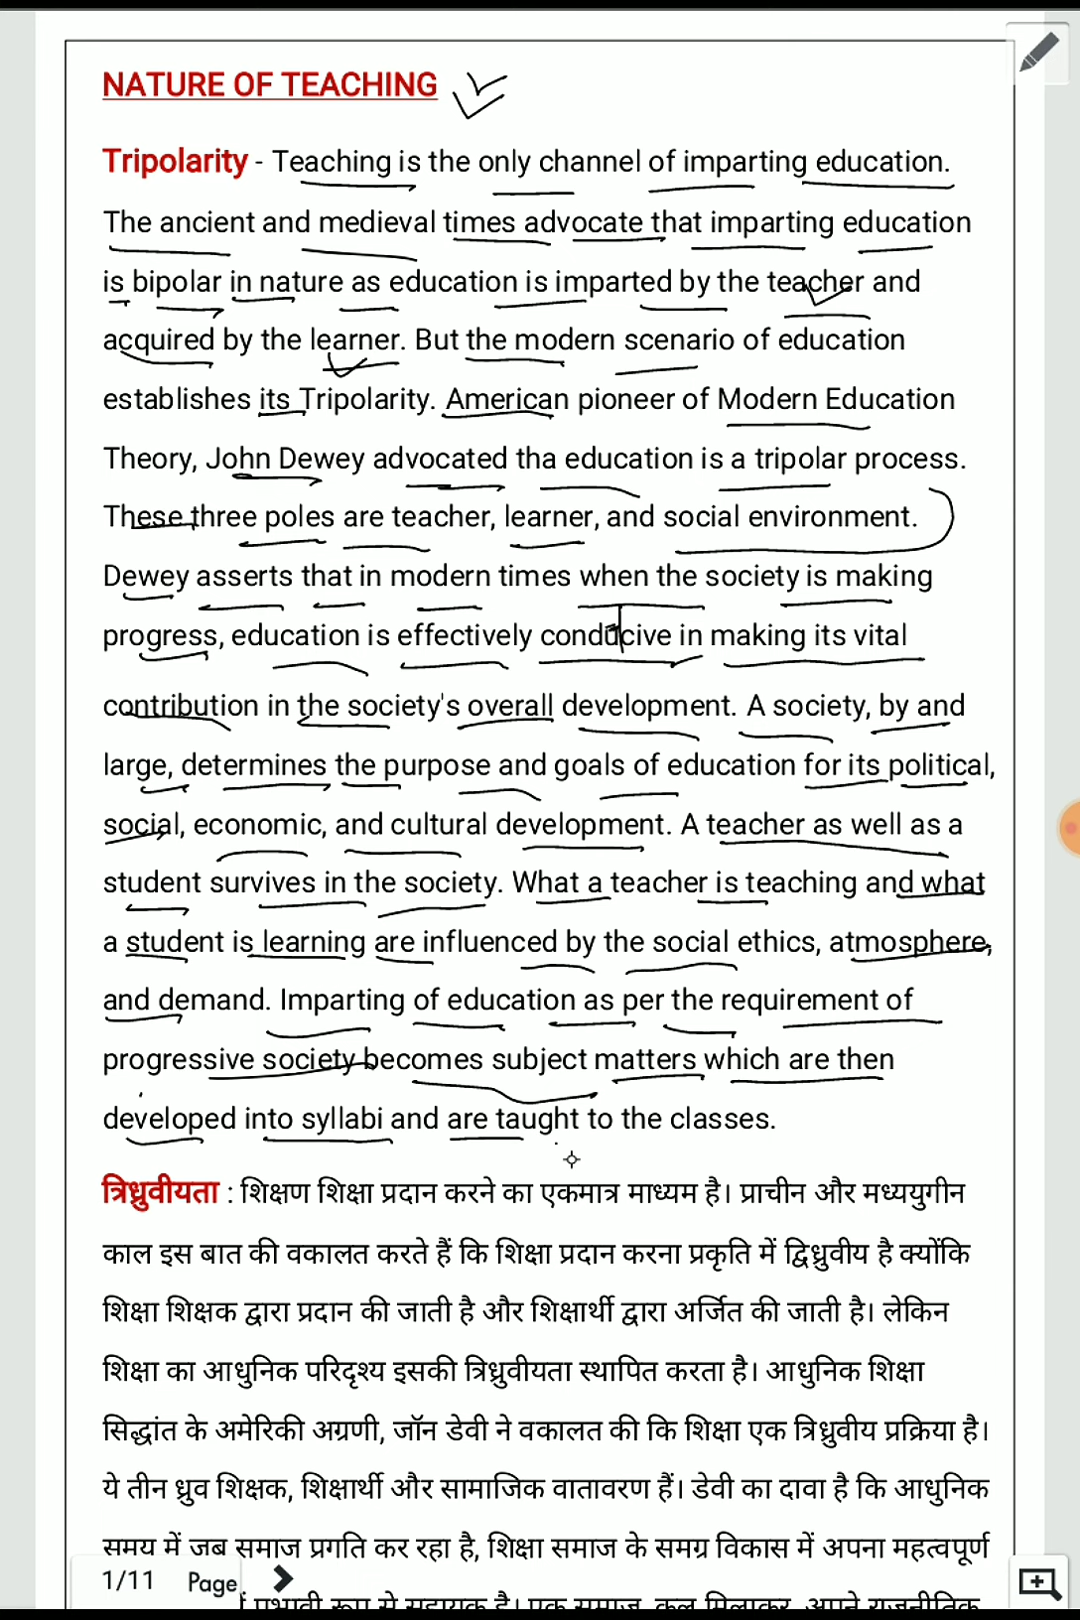 NATURE OF TEACHING
Tripolarity - Teaching is the only channel of imparting education.
The ancient and medieval times advocate that imparting education
is bipolar in nature as education is imparted by the teacher and
acquired by the learner. But the modern scenario of education
establishes its Tripolarity. American pioneer of Modern Education
Theory, John Dewey advocated tha education is a tripolar process.
These three poles are teacher, learner, and social environment.
Dewey asserts that in modern times when the society is making
progress, education is effectively conducive in making its vital
contribution in the society's overall development. A society, by and
large, determines the purpose and goals of education for its political,
social, economic, and cultural development. A teacher as well as a
student survives in the society. What a teacher is teaching and what
a student is learning are influenced by the social ethics, atmosphere,
and demand. Imparting of education as per the requirement of
progressive society becomes subject matters which are then
developed into syllabi and are taught to the classes.
त्रिध्रुवीयता : शिक्षण शिक्षा प्रदान करने का एकमात्र माध्यम है। प्राचीन और मध्ययुगीन
काल इस बात की वकालत करते हैं कि शिक्षा प्रदान करना प्रकृति में द्विध्रुवीय है क्योंकि
शिक्षा शिक्षक द्वारा प्रदान की जाती है और शिक्षार्थी द्वारा अर्जित की जाती है। लेकिन
शिक्षा का आधुनिक परिदृश्य इसकी त्रिध्रुवीयता स्थापित करता है। आधुनिक शिक्षा
सिद्धांत के अमेरिकी अग्रणी, जॉन डेवी ने वकालत की कि शिक्षा एक त्रिध्रुवीय प्रक्रिया है।
ये तीन ध्रुव शिक्षक, शिक्षार्थी और सामाजिक वातावरण हैं। डेवी का दावा है कि आधुनिक
समय में जब समाज प्रगति कर रहा है, शिक्षा समाज के समग्र विकास में अपना महत्वपूर्ण
1/11 Page
प्रभावी रूप से सहायक है। एक समाज, कुल मिलाकर, अपने राजनीतिक,